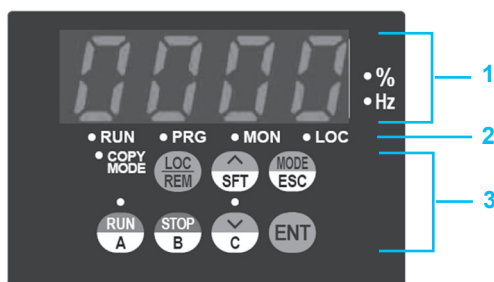 0000
% 1
Hz
RUN PRG MON LOC 2
COPY MODE LOC REM SFT MODE ESC 3
RUN A STOP B C ENT